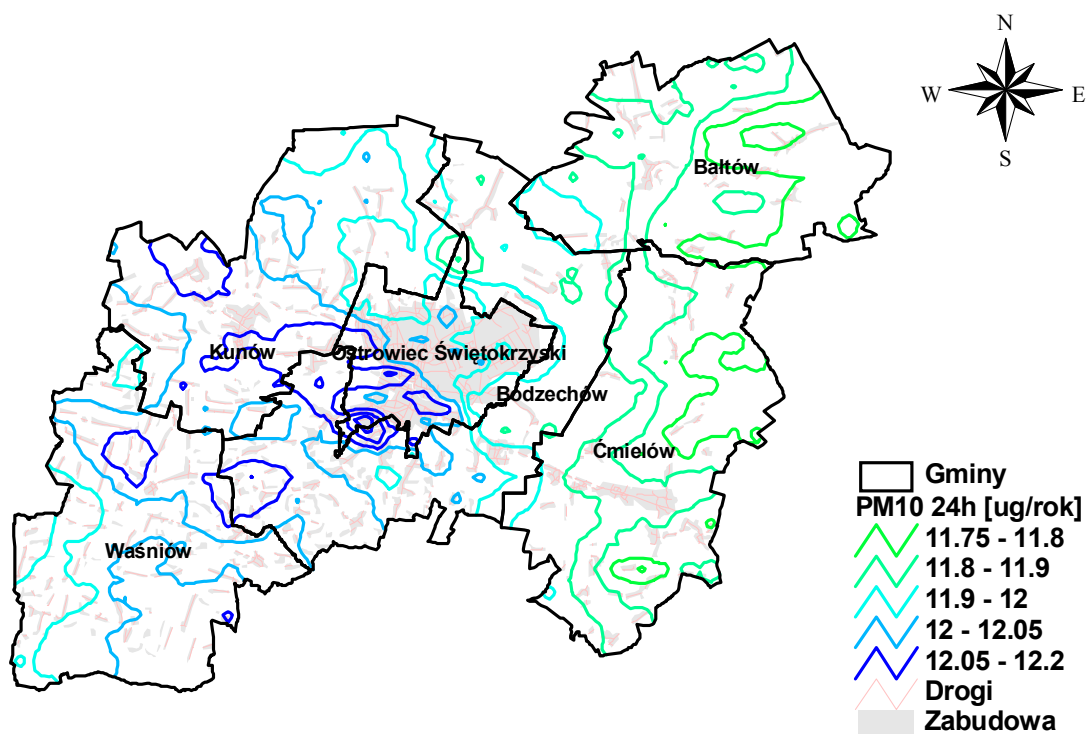 N
W
E
S
Bałtów
Kunów
Ostrowiec Świętokrzyski
Bodzechów
Ćmielów
Waśniów
Gminy
PM10 24h [ug/rok]
11.75 - 11.8
11.8 - 11.9
11.9 - 12
12 - 12.05
12.05 - 12.2
Drogi
Zabudowa